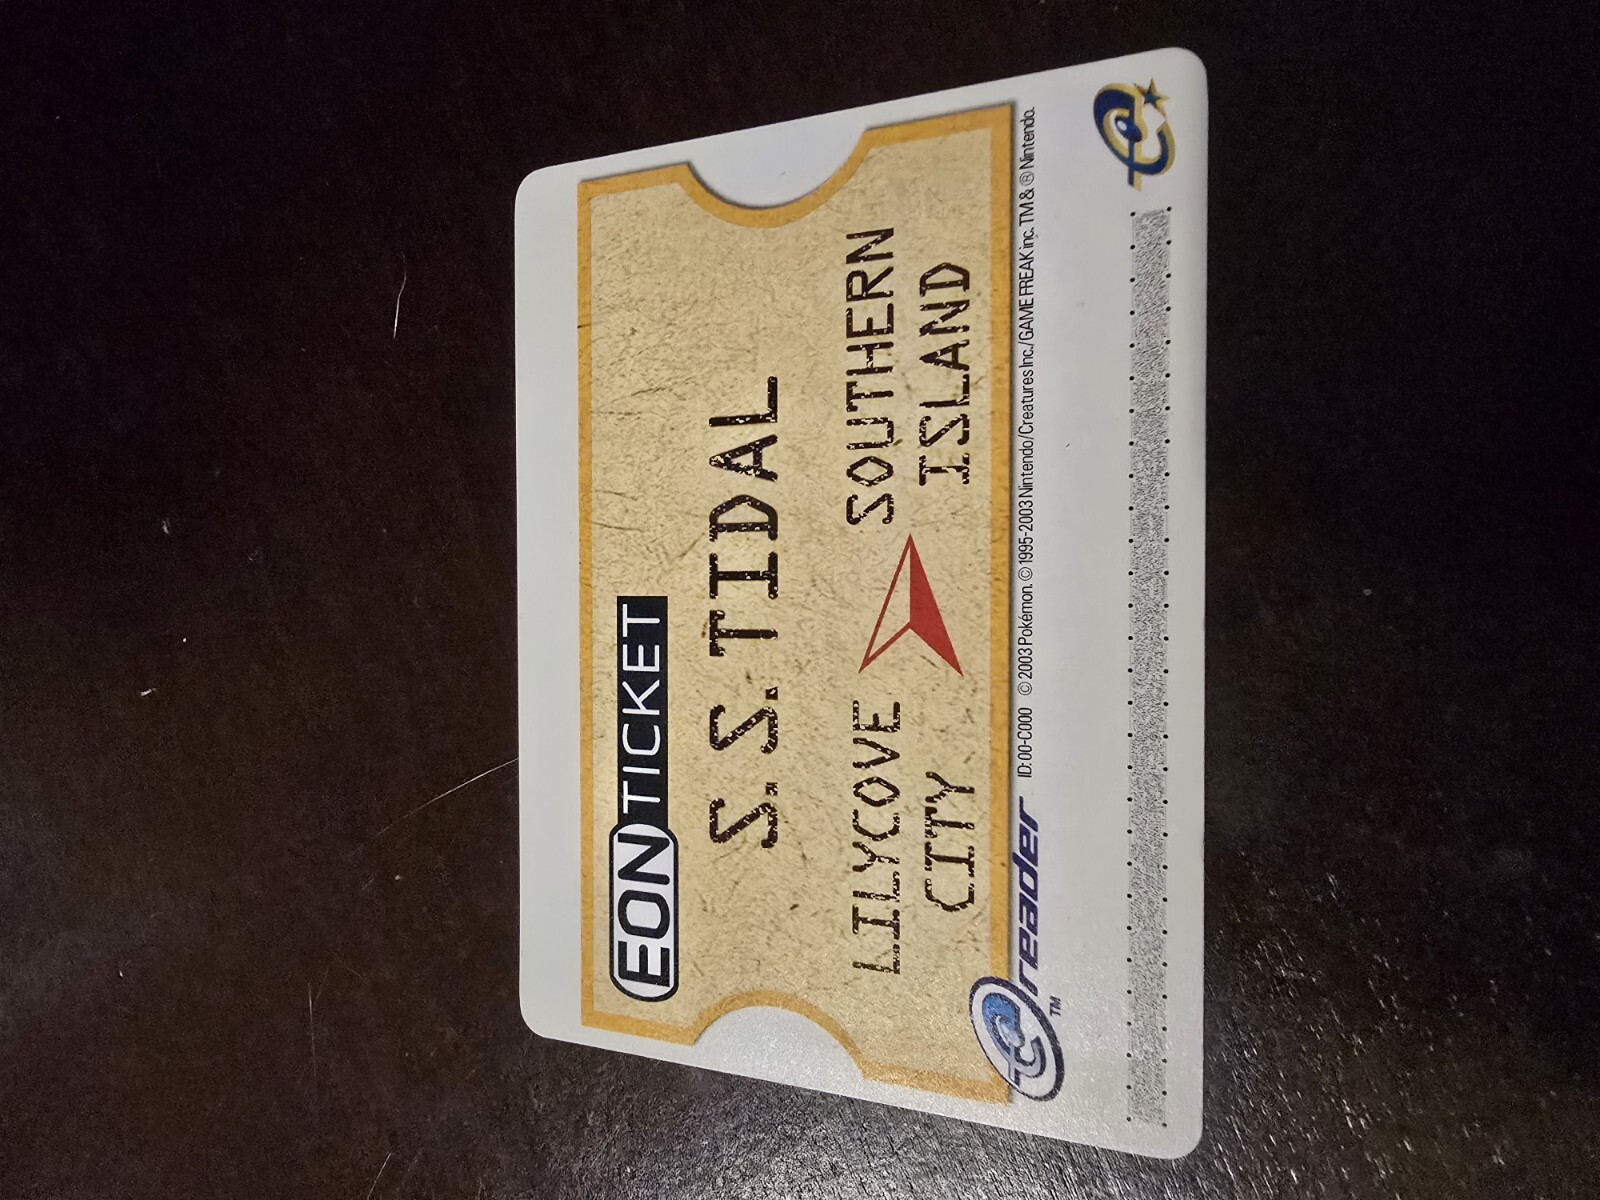 EON TICKET
S.S. TIDAL
LILYCOVE SOUTHERN
CITY ISLAND
e reader TM
ID:00-C000 © 2003 Pokémon. © 1995-2003 Nintendo/Creatures Inc./GAME FREAK inc. TM & ® Nintendo.